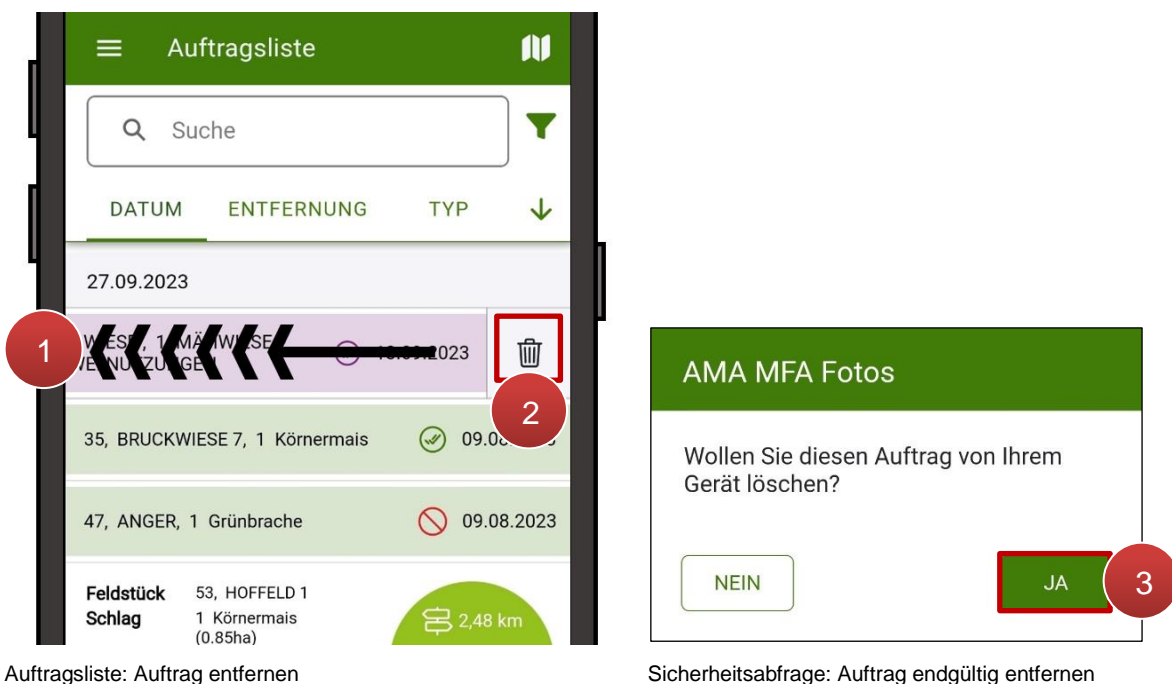 Auftragsliste
Suche
DATUM ENTFERNUNG TYP
27.09.2023
1
2023
2
35, BRUCKWIESE 7, 1 Körnermais
47, ANGER, 1 Grünbrache 09.08.2023
Feldstück 53, HOFFELD 1
Schlag 1 Körnermais
(0.85ha)
2,48 km
Auftragsliste: Auftrag entfernen
AMA MFA Fotos
Wollen Sie diesen Auftrag von Ihrem
Gerät löschen?
NEIN JA 3
Sicherheitsabfrage: Auftrag endgültig entfernen